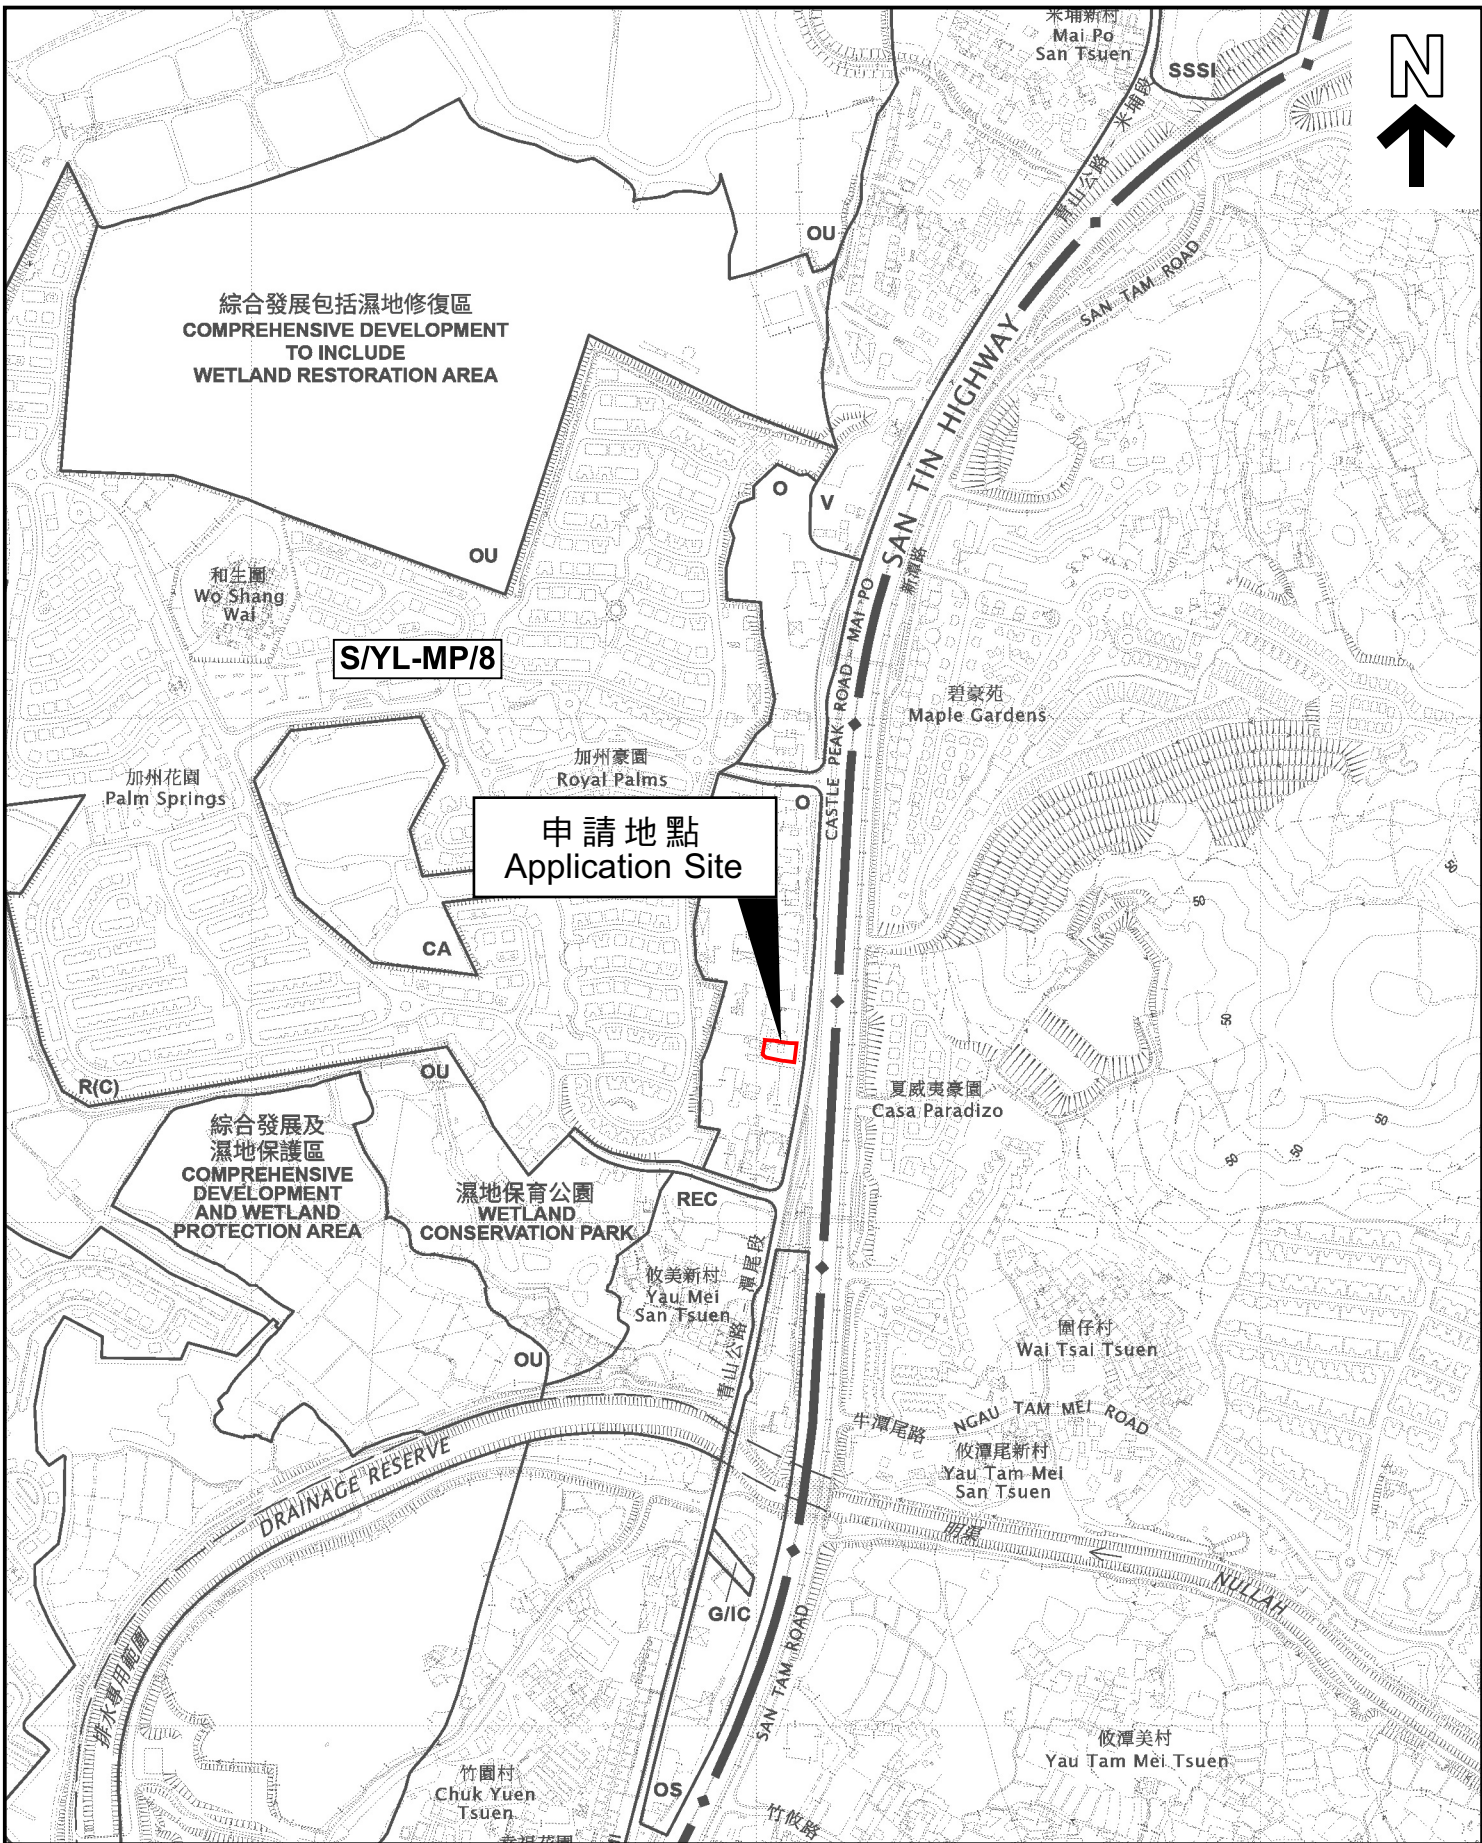 米埔新村
Mai Po
San Tsuen
SSSI
N
青山公路 - 米埔段
OU
SAN TAM ROAD
綜合發展包括濕地修復區
COMPREHENSIVE DEVELOPMENT
TO INCLUDE
WETLAND RESTORATION AREA
SAN TIN HIGHWAY
O
V
OU
新潭路
和生圍
Wo Shang
Wai
S/YL-MP/8
CASTLE PEAK ROAD - MAI PO
碧豪苑
Maple Gardens
加州豪園
Royal Palms
加州花園
Palm Springs
O
申請地點
Application Site
50
50
CA
50
50
R(C)
OU
夏威夷豪園
Casa Paradizo
綜合發展及
濕地保護區
COMPREHENSIVE
DEVELOPMENT
AND WETLAND
PROTECTION AREA
50
50
50
濕地保育公園
WETLAND
CONSERVATION PARK
REC
攸美新村
Yau Mei
San Tsuen
青山公路 - 潭尾段
圍仔村
Wai Tsai Tsuen
OU
牛潭尾路
NGAU TAM MEI ROAD
攸潭尾新村
Yau Tam Mei
San Tsuen
DRAINAGE RESERVE
明渠
NULLAH
G/IC
SAN TAM ROAD
排水專用範圍
攸潭美村
Yau Tam Mei Tsuen
竹園村
Chuk Yuen
Tsuen
OS
竹攸路